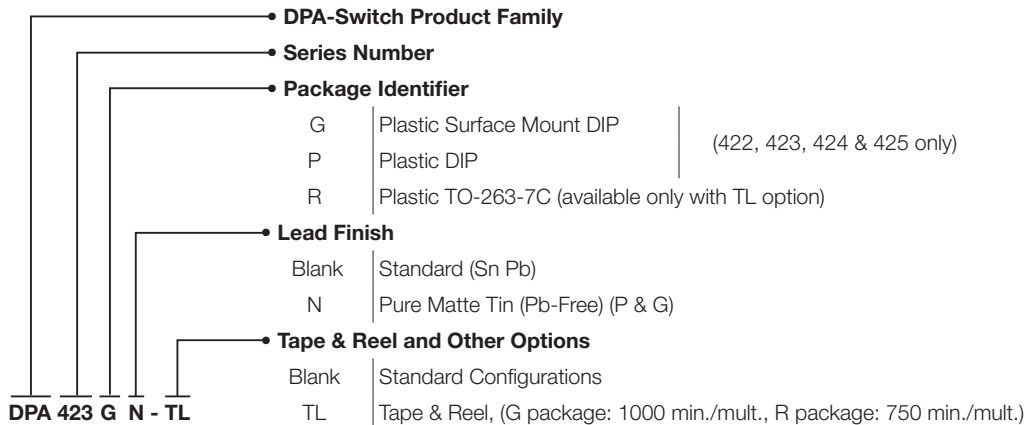 DPA-Switch Product Family
Series Number
Package Identifier
G Plastic Surface Mount DIP
(422, 423, 424 & 425 only)
P Plastic DIP
R Plastic TO-263-7C (available only with TL option)
Lead Finish
Blank Standard (Sn Pb)
N Pure Matte Tin (Pb-Free) (P & G)
Tape & Reel and Other Options
Blank Standard Configurations
DPA 423 G N - TL TL Tape & Reel, (G package: 1000 min./mult., R package: 750 min./mult.)